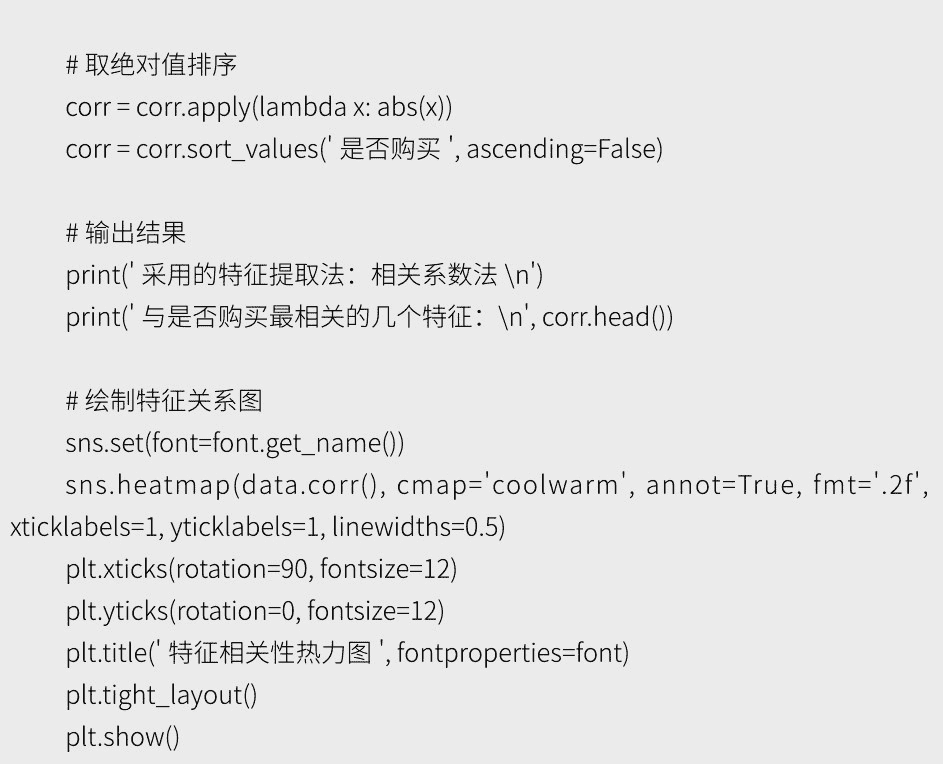 # 取绝对值排序
corr = corr.apply(lambda x: abs(x))
corr = corr.sort_values(' 是否购买 ', ascending=False)
# 输出结果
print(' 采用的特征提取法：相关系数法 \n')
print(' 与是否购买最相关的几个特征：\n', corr.head())
# 绘制特征关系图
sns.set(font=font.get_name())
sns.heatmap(data.corr(), cmap='coolwarm', annot=True, fmt='.2f',
xticklabels=1, yticklabels=1, linewidths=0.5)
plt.xticks(rotation=90, fontsize=12)
plt.yticks(rotation=0, fontsize=12)
plt.title(' 特征相关性热力图 ', fontproperties=font)
plt.tight_layout()
plt.show()